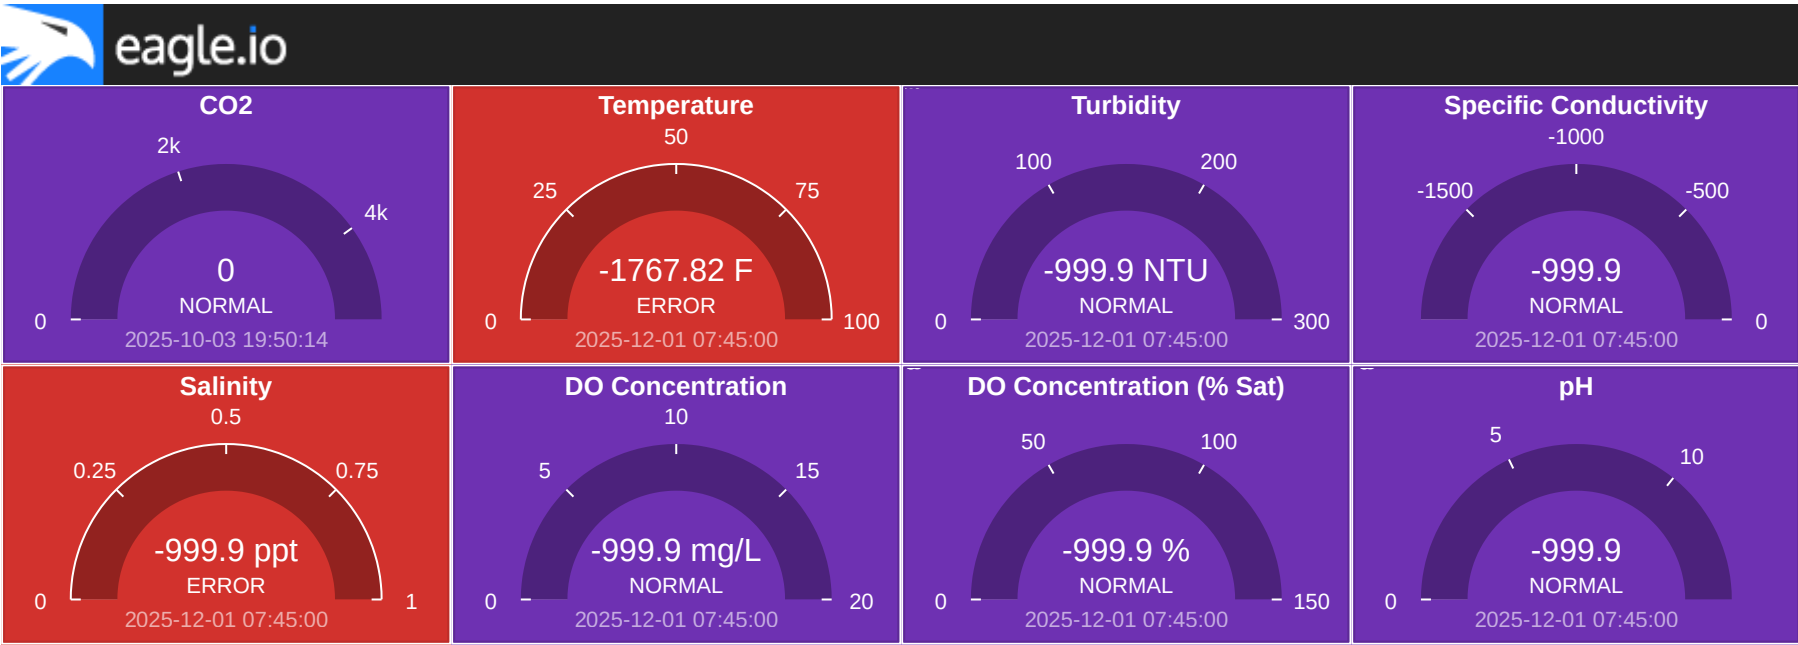 eagle.io
CO2
2k
4k
0
NORMAL
0
2025-10-03 19:50:14
Temperature
50
25
75
-1767.82 F
ERROR
0
100
2025-12-01 07:45:00
Turbidity
100
200
-999.9 NTU
NORMAL
0
300
2025-12-01 07:45:00
Specific Conductivity
-1000
-1500
-500
-999.9
NORMAL
0
2025-12-01 07:45:00
Salinity
0.5
0.25
0.75
-999.9 ppt
ERROR
0
1
2025-12-01 07:45:00
DO Concentration
10
5
15
-999.9 mg/L
NORMAL
0
20
2025-12-01 07:45:00
DO Concentration (% Sat)
50
100
-999.9 %
NORMAL
0
150
2025-12-01 07:45:00
pH
5
10
-999.9
NORMAL
0
2025-12-01 07:45:00